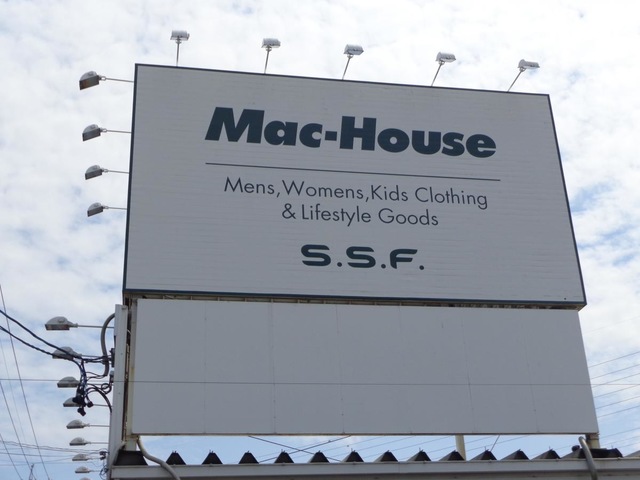 Mac-House
Mens,Womens,Kids Clothing
& Lifestyle Goods
S.S.F.